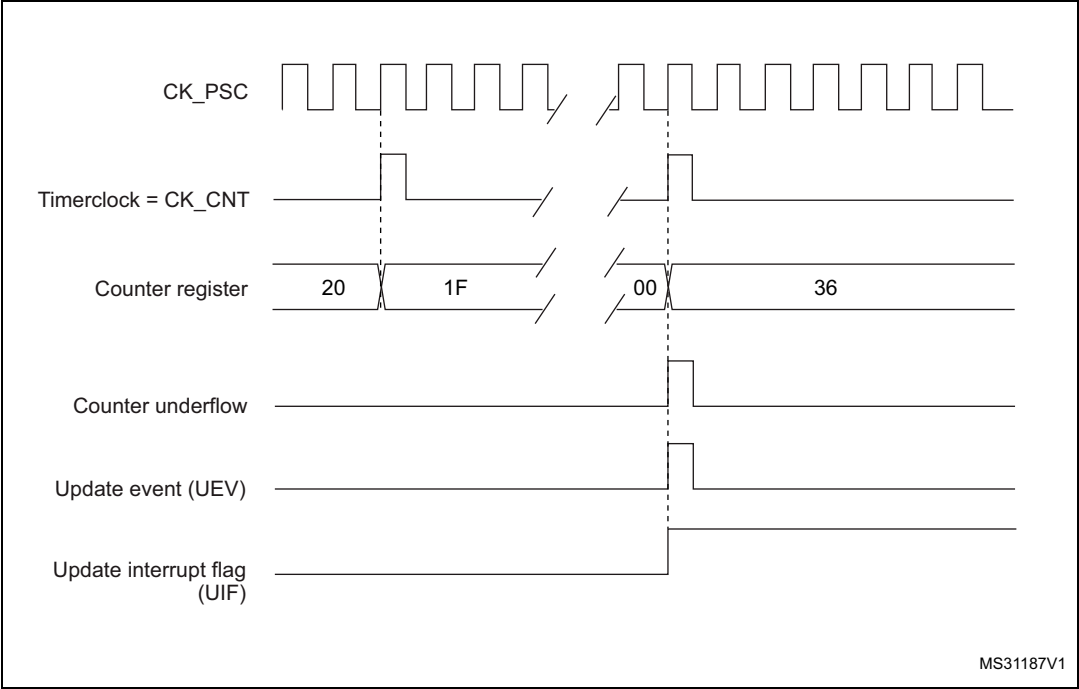 CK_PSC
Timerclock = CK_CNT
Counter register
20
1F
00
36
Counter underflow
Update event (UEV)
Update interrupt flag
(UIF)
MS31187V1